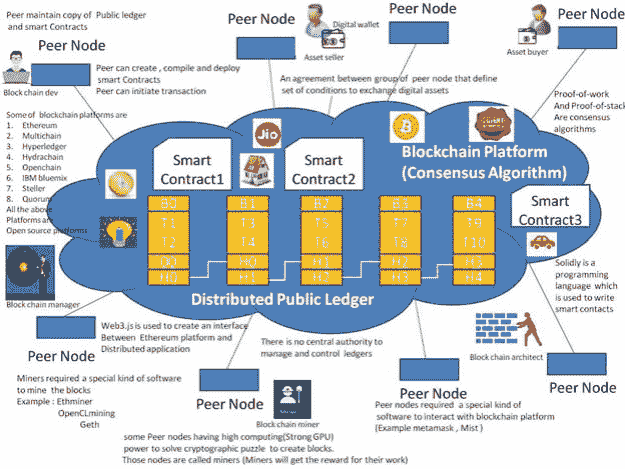 Peer maintain copy of Public ledger
and smart Contracts
Peer Node
Block chain dev
Peer can create , compile and deploy
smart Contracts
Peer can initiate transaction
Peer Node
Digital wallet
Asset seller
Peer Node
Asset buyer
Peer Node
An agreement between group of peer node that define
set of conditions to exchange digital assets
Proof-of-work
And Proof-of-stack
Are consensus
algorithms
Some of blockchain platforms are
1. Ethereum
2. Multichain
3. Hyperledger
4. Hydrachain
5. Openchain
6. IBM bluemix
7. Steller
8. Quorum
All the above
Platforms are
Open source platforms
Jio
Smart
Contract1
Smart
Contract2
Blockchain Platform
(Consensus Algorithm)
Smart
Contract3
B0 B1 B2 B3 B4
T1 T3 T5 T7 T9
T2 T4 T6 T8 T10
H0 H1 H2 H3
H0 H1 H2 H3 H4
Distributed Public Ledger
Block chain manager
Solidly is a
programming
language which
is used to write
smart contacts
Peer Node
Web3.js is used to create an interface
Between Ethereum platform and
Distributed application
There is no central authority to
manage and control ledgers
Block chain architect
Peer Node
Peer Node
Peer Node
Miners required a special kind of software
to mine the blocks
Example : Ethminer
OpenCLmining
Geth
Block chain miner
Peer nodes required a special kind of
software to interact with blockchain platform
(Example metamask , Mist )
some Peer nodes having high computing(Strong GPU)
power to solve cryptographic puzzle to create blocks.
Those nodes are called miners (Miners will get the reward for their work)